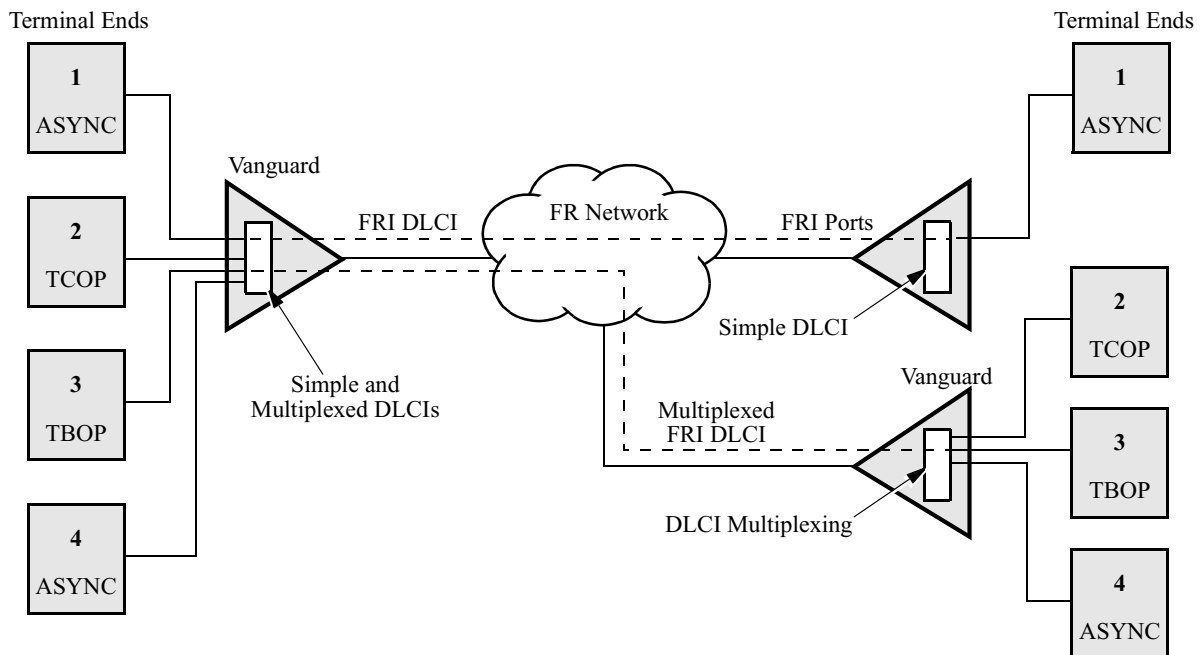 Terminal Ends
1
ASYNC
2
TCOP
3
TBOP
4
ASYNC
Vanguard
Simple and
Multiplexed DLCIs
FRI DLCI
FR Network
FRI Ports
Simple DLCI
Multiplexed
FRI DLCI
Vanguard
DLCI Multiplexing
Terminal Ends
1
ASYNC
2
TCOP
3
TBOP
4
ASYNC